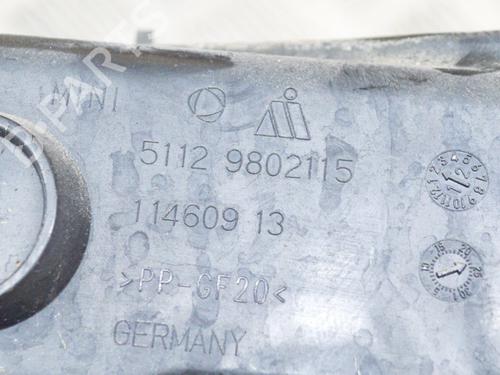 MINI
5112 9802115
114609 13
>PP-GF20<
GERMANY